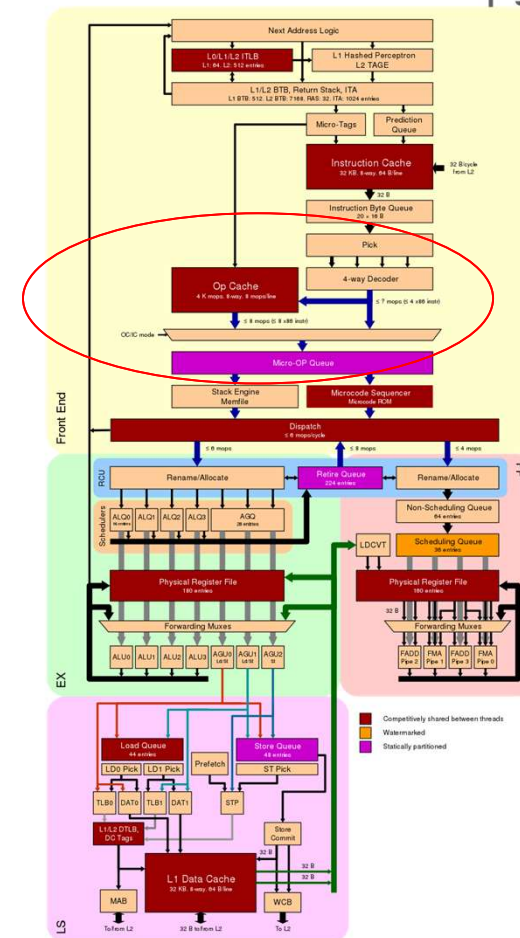 Next Address Logic
L0/L1/L2 ITLB
L1: 64, L2: 512 entries
L1 Hashed Perceptron
L2 TAGE
L1/L2 BTB, Return Stack, ITA
L1 BTB: 512, L2 BTB: 7168, RAS: 32, ITA: 1024 entries
Micro-Tags
Prediction
Queue
Instruction Cache
32 KB, 8-way, 64 B/line
32 B/cycle
from L2
32 B
Instruction Byte Queue
20 × 16 B
Pick
Op Cache
4 K mops, 8-way, 8 mops/line
4-way Decoder
≤ 7 mops (≤ 4 x86 instr)
≤ 8 mops (≤ 8 x86 instr)
OC/IC mode
Micro-OP Queue
Stack Engine
Memfile
Microcode Sequencer
Microcode ROM
Front End
Dispatch
≤ 6 mops/cycle
≤ 6 mops
≤ 8 mops
≤ 4 mops
RCU
Rename/Allocate
Retire Queue
224 entries
Rename/Allocate
Schedulers
ALQ0
16 entries
ALQ1
ALQ2
ALQ3
AGQ
28 entries
Non-Scheduling Queue
64 entries
LDCVT
Scheduling Queue
36 entries
Physical Register File
180 entries
Physical Register File
160 entries
32 B
Forwarding Muxes
Forwarding Muxes
EX
ALU0
ALU1
ALU2
ALU3
AGU0
Ld/St
AGU1
Ld/St
AGU2
St
FADD
Pipe 2
FMA
Pipe 1
FADD
Pipe 3
FMA
Pipe 0
Competitively shared between threads
Watermarked
Statically partitioned
Load Queue
44 entries
Store Queue
48 entries
LD0 Pick
LD1 Pick
Prefetch
ST Pick
TLB0
DAT0
TLB1
DAT1
STP
L1/L2 DTLB,
DC Tags
Store
Commit
32 B
L1 Data Cache
32 KB, 8-way, 64 B/line
32 B
32 B
MAB
WCB
LS
To/from L2
32 B to/from L2
To L2